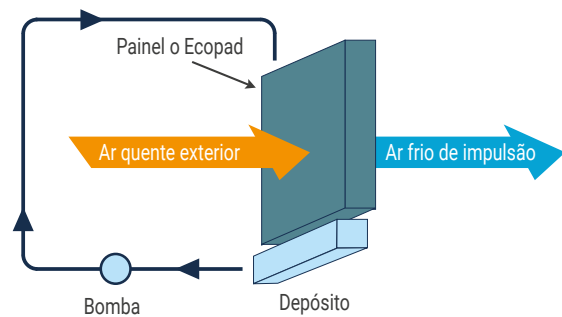 Painel o Ecopad
Ar quente exterior
Ar frio de impulsão
Bomba
Depósito